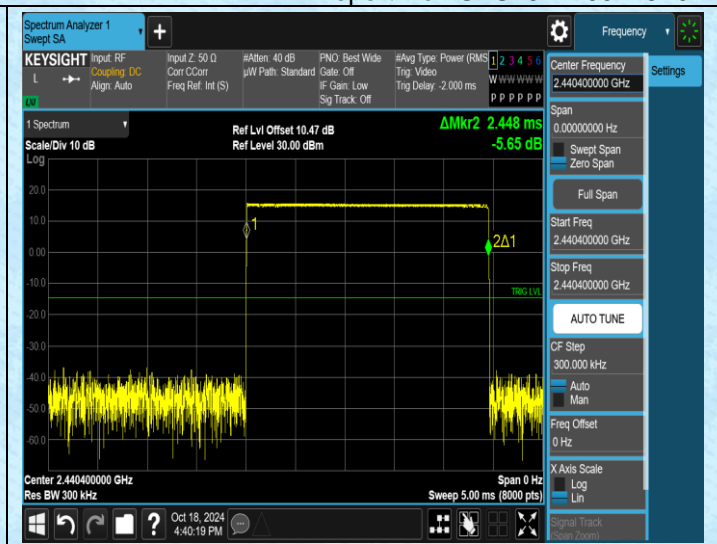 Spectrum Analyzer 1
Swept SA
+
Frequency
KEYSIGHT
L
LXI
Input: RF
Coupling: DC
Align: Auto
Input Z: 50 Ω
Corr CCorr
Freq Ref: Int (S)
#Atten: 40 dB
µW Path: Standard
PNO: Best Wide
Gate: Off
IF Gain: Low
Sig Track: Off
#Avg Type: Power (RMS
Trig: Video
Trig Delay: -2.000 ms
1 2 3 4 5 6
W W W W W W
P P P P P P
Center Frequency
2.440400000 GHz
Settings
Span
0.00000000 Hz
Swept Span
Zero Span
Full Span
Start Freq
2.440400000 GHz
Stop Freq
2.440400000 GHz
AUTO TUNE
CF Step
300.000 kHz
Auto
Man
Freq Offset
0 Hz
X Axis Scale
Log
Lin
Signal Track
(Span Zoom)
1 Spectrum
Scale/Div 10 dB
Log
Ref Lvl Offset 10.47 dB
Ref Level 30.00 dBm
ΔMkr2 2.448 ms
-5.65 dB
20.0
10.0
0.00
-10.0
-20.0
-30.0
-40.0
-50.0
-60.0
1
2Δ1
TRIG LVL
Center 2.440400000 GHz
Res BW 300 kHz
Span 0 Hz
Sweep 5.00 ms (8000 pts)
?
Oct 18, 2024
4:40:19 PM